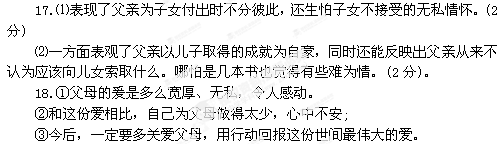 17.⑴表现了父亲为子女付出时不分彼此，还生怕子女不接受的无私情怀。(2
分)
⑵一方面表观了父亲以儿子取得的成就为自豪，同时还能反映出父亲从来不
认为应该向儿女索取什么。哪怕是几本书也觉得有些难为情。(2 分)。
18.①父母的爱是多么宽厚、无私，令人感动。
②和这份爱相比，自己为父母做得太少，心中不安；
③今后，一定要多关爱父母，用行动回报这份世间最伟大的爱。